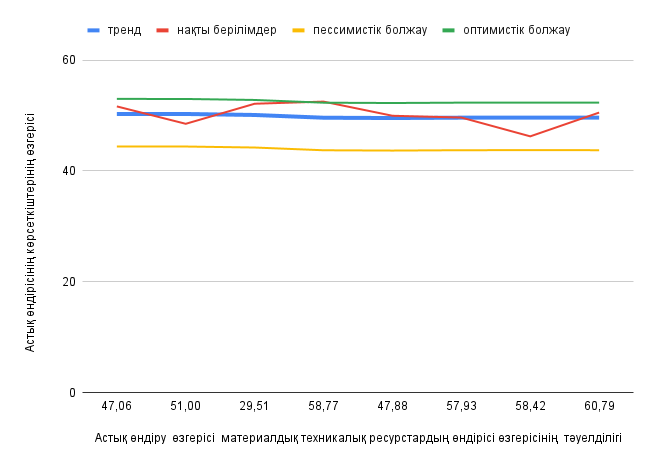 тренд нақты берілімдер пессимистік болжау оптимистік болжау
60
40
20
0
Астық өндірісінің көрсеткіштерінің өзгерісі
47,06 51,00 29,51 58,77 47,88 57,93 58,42 60,79
Астық өндіру өзгерісі материалдық техникалық ресурстардың өндірісі өзгерісінің тәуелділігі